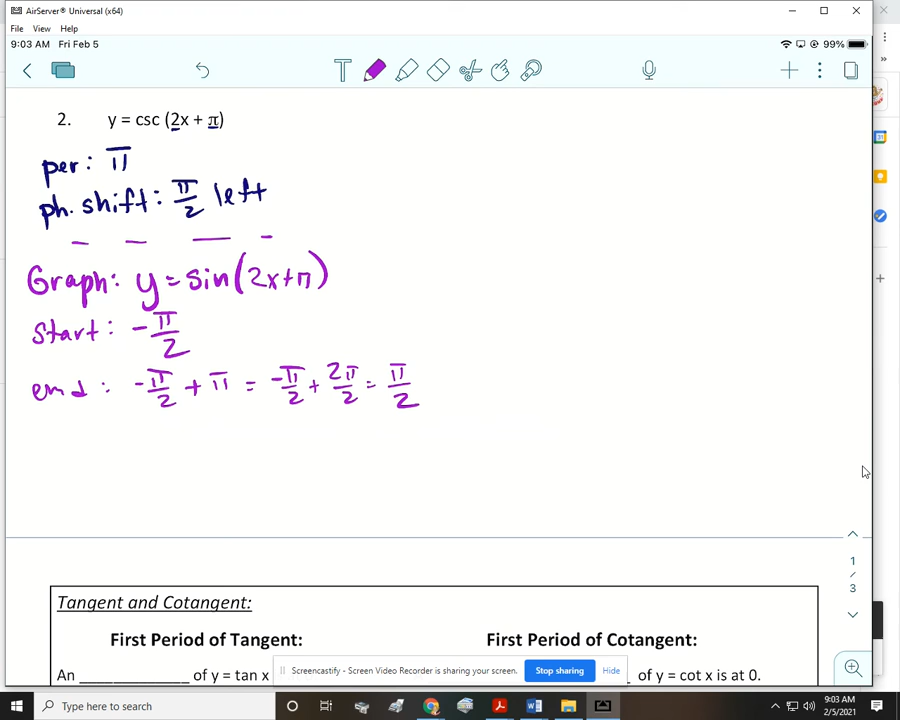 AirServer® Universal (x64)
File View Help
9:03 AM Fri Feb 5
99%
T
2. y = csc (2x + π)
per: π
ph. shift: π/2 left
Graph: y = sin(2x+π)
start: -π/2
end: -π/2 + π = -π/2 + 2π/2 = π/2
1
/
3
Tangent and Cotangent:
First Period of Tangent: First Period of Cotangent:
An ____________ of y = tan x
of y = cot x is at 0.
Screencastify - Screen Video Recorder is sharing your screen. Stop sharing Hide
Type here to search
9:03 AM
2/5/2021